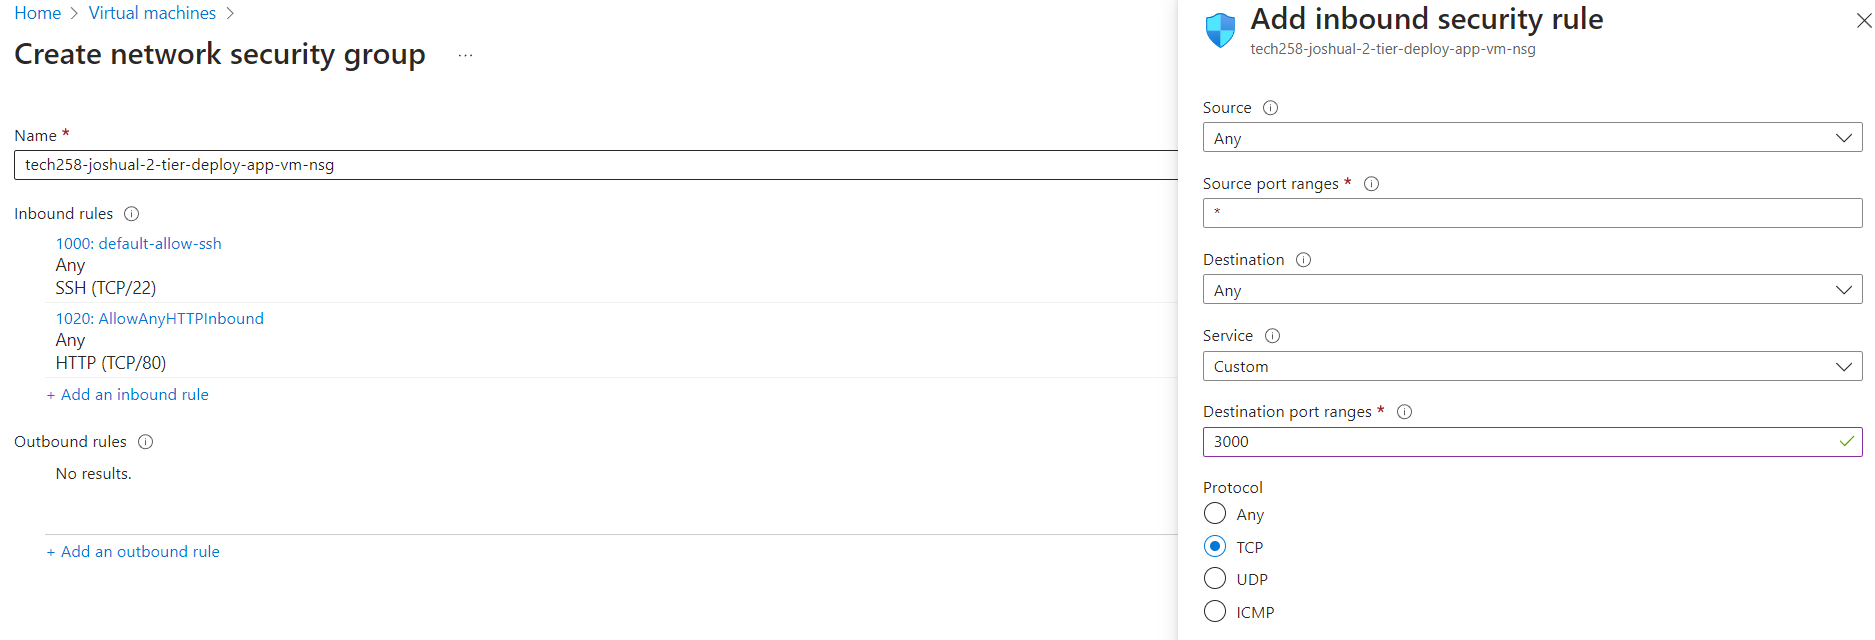 Home > Virtual machines >
Create network security group ...
Name *
tech258-joshual-2-tier-deploy-app-vm-nsg
Inbound rules
1000: default-allow-ssh
Any
SSH (TCP/22)
1020: AllowAnyHTTPInbound
Any
HTTP (TCP/80)
+ Add an inbound rule
Outbound rules
No results.
+ Add an outbound rule
Add inbound security rule
tech258-joshual-2-tier-deploy-app-vm-nsg
Source
Any
Source port ranges *
*
Destination
Any
Service
Custom
Destination port ranges *
3000
Protocol
Any
TCP
UDP
ICMP